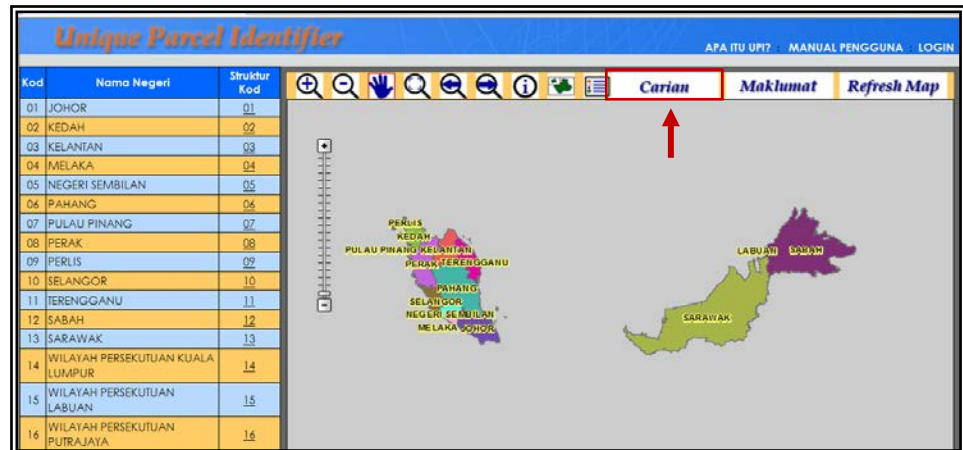 Unique Parcel Identifier
APA ITU UPI? MANUAL PENGGUNA LOGIN
Kod Nama Negeri Struktur Kod
Carian Maklumat Refresh Map
01 JOHOR 01
02 KEDAH 02
03 KELANTAN 03
04 MELAKA 04
05 NEGERI SEMBILAN 05
06 PAHANG 06
07 PULAU PINANG 07
08 PERAK 08
09 PERLIS 09
10 SELANGOR 10
11 TERENGGANU 11
12 SABAH 12
13 SARAWAK 13
14 WILAYAH PERSEKUTUAN KUALA LUMPUR 14
15 WILAYAH PERSEKUTUAN LABUAN 15
16 WILAYAH PERSEKUTUAN PUTRAJAYA 16
PERLIS
KEDAH
PULAU PINANG KELANTAN
PERAK TERENGGANU
PAHANG
SELANGOR
NEGERI SEMBILAN
MELAKA JOHOR
LABUAN SABAH
SARAWAK